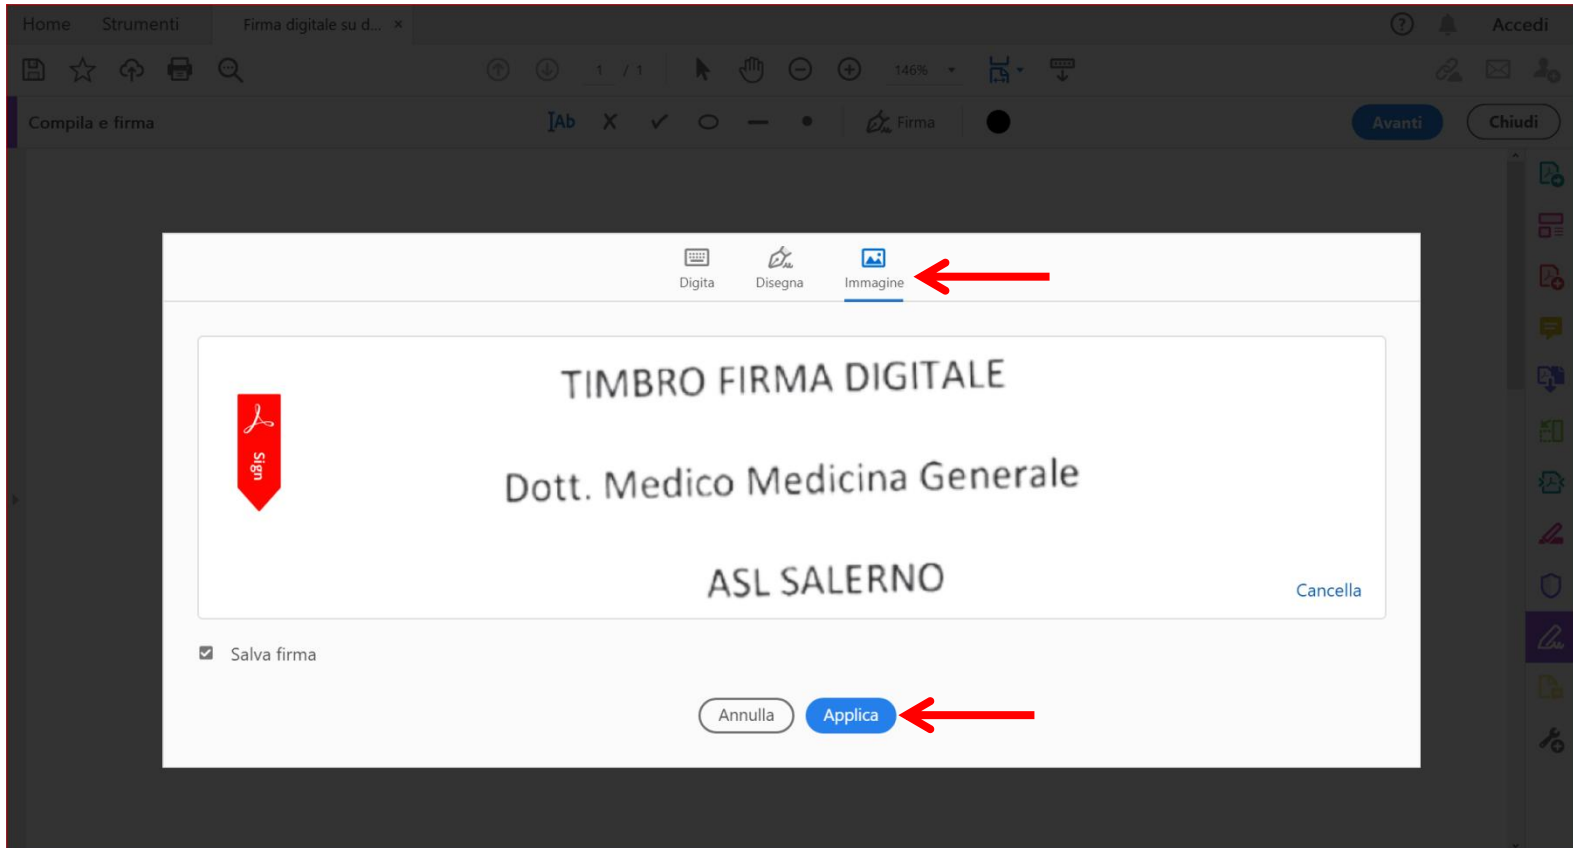 Home Strumenti Firma digitale su d... ×
? Accedi
1 / 1 146%
Compila e firma IAb Firma Avanti Chiudi
Digita Disegna Immagine
TIMBRO FIRMA DIGITALE
Sign
Dott. Medico Medicina Generale
ASL SALERNO
Cancella
Salva firma
Annulla Applica